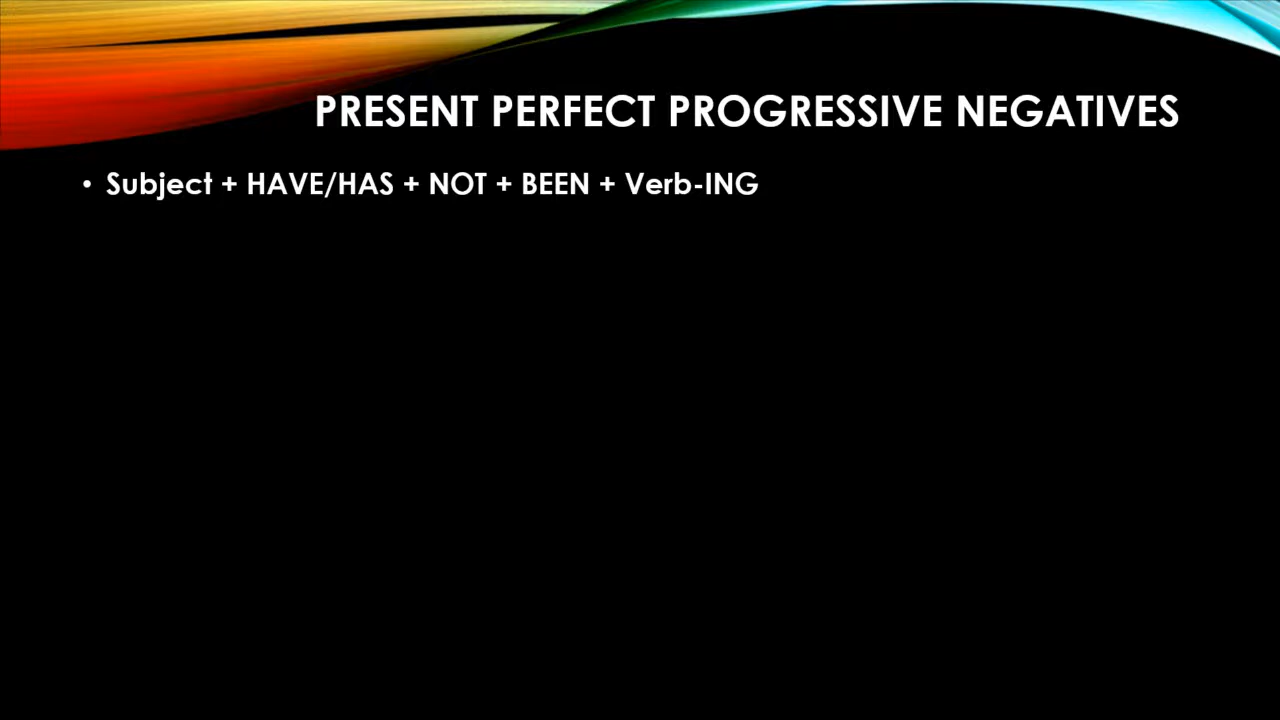 PRESENT PERFECT PROGRESSIVE NEGATIVES
• Subject + HAVE/HAS + NOT + BEEN + Verb-ING